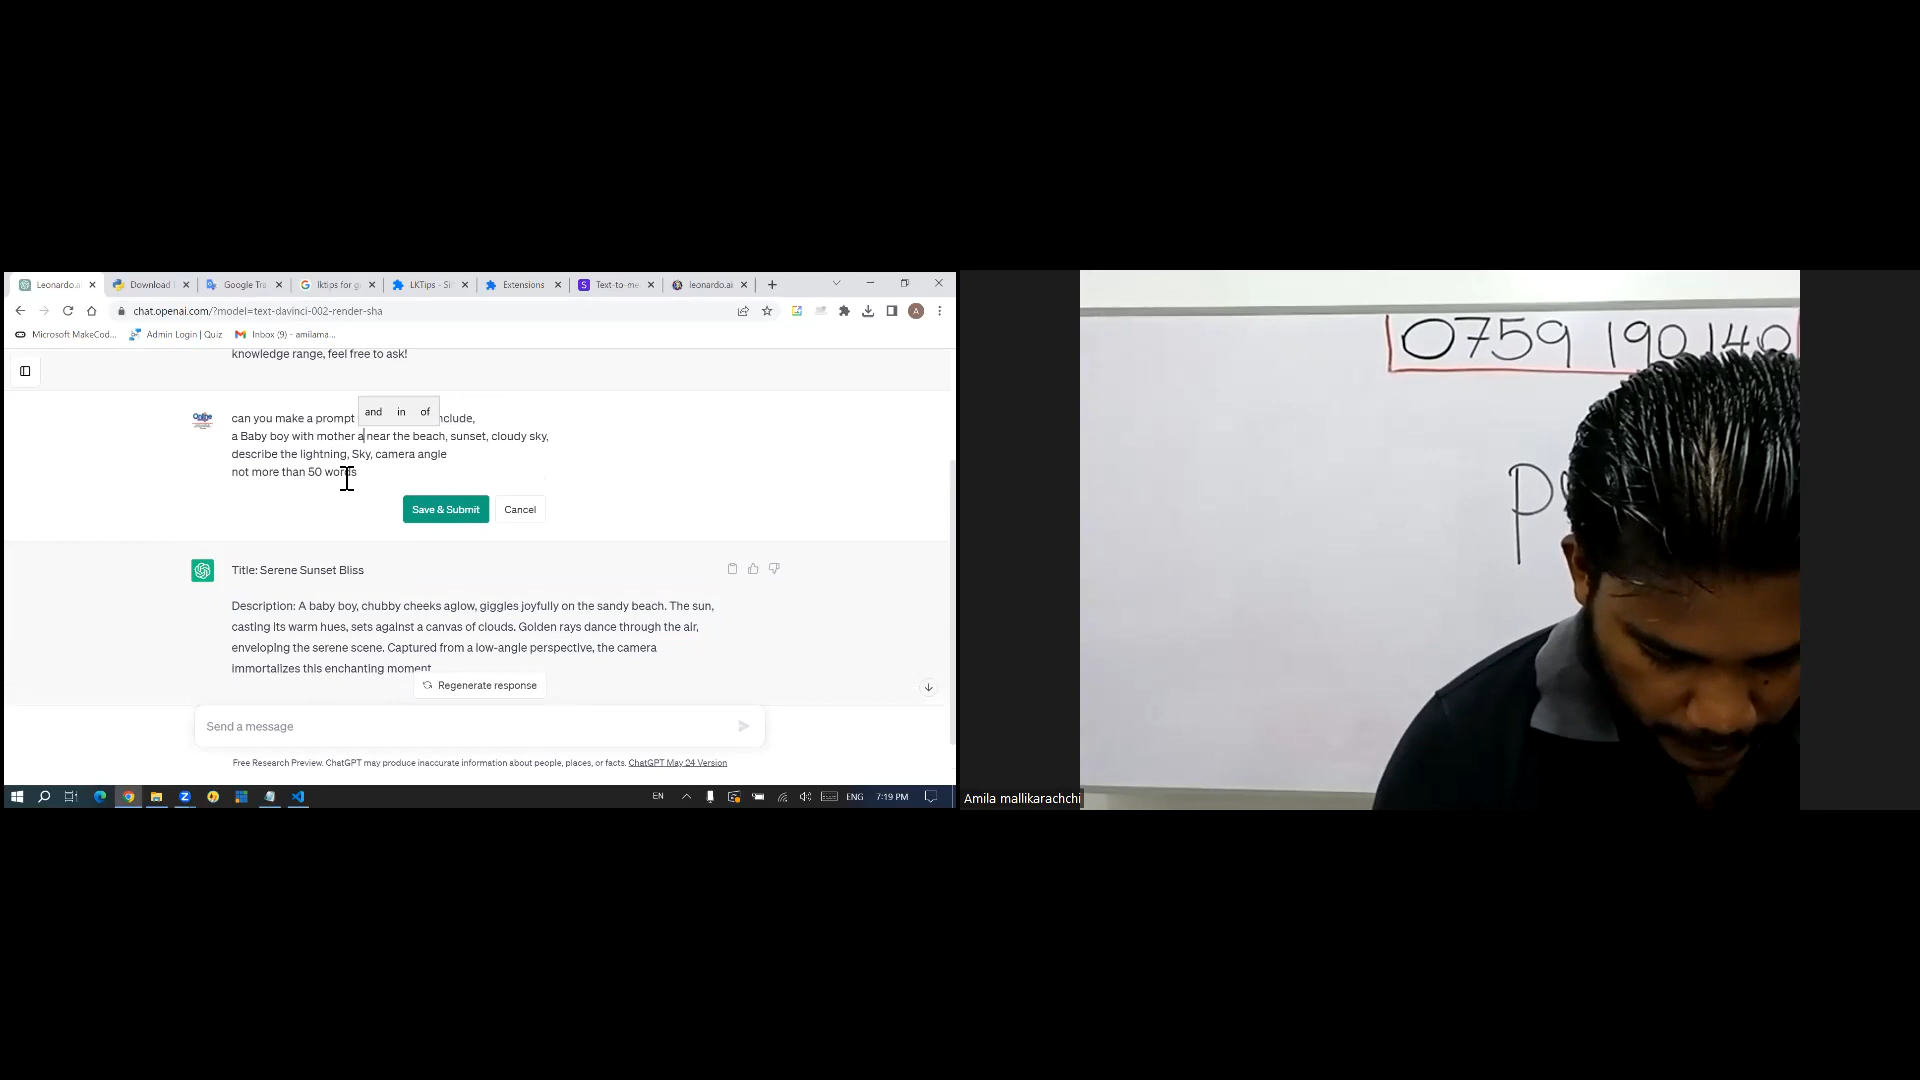 Leonardo.a
Download
Google Tra
lktips for g
LKTips - Si
Extensions
Text-to-me
leonardo.ai
chat.openai.com/?model=text-davinci-002-render-sha
Microsoft MakeCod...
Admin Login | Quiz
Inbox (9) - amilama...
knowledge range, feel free to ask!
and in of
can you make a prompt nclude,
a Baby boy with mother a near the beach, sunset, cloudy sky,
describe the lightning, Sky, camera angle
not more than 50 words
Save & Submit
Cancel
Title: Serene Sunset Bliss
Description: A baby boy, chubby cheeks aglow, giggles joyfully on the sandy beach. The sun,
casting its warm hues, sets against a canvas of clouds. Golden rays dance through the air,
enveloping the serene scene. Captured from a low-angle perspective, the camera
immortalizes this enchanting moment
Regenerate response
Send a message
Free Research Preview. ChatGPT may produce inaccurate information about people, places, or facts. ChatGPT May 24 Version
EN
ENG
7:19 PM
0759 190 140
P
Amila mallikarachchi